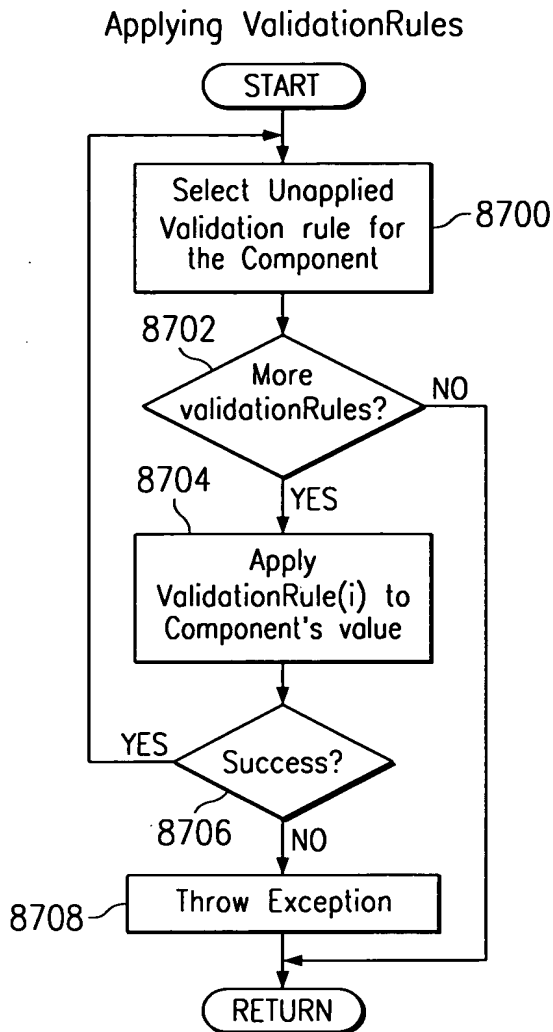 Applying ValidationRules
START
Select Unapplied
Validation rule for
the Component
8700
8702
More
validationRules?
NO
YES
8704
Apply
ValidationRule(i) to
Component's value
YES
Success?
8706
NO
Throw Exception
8708
RETURN